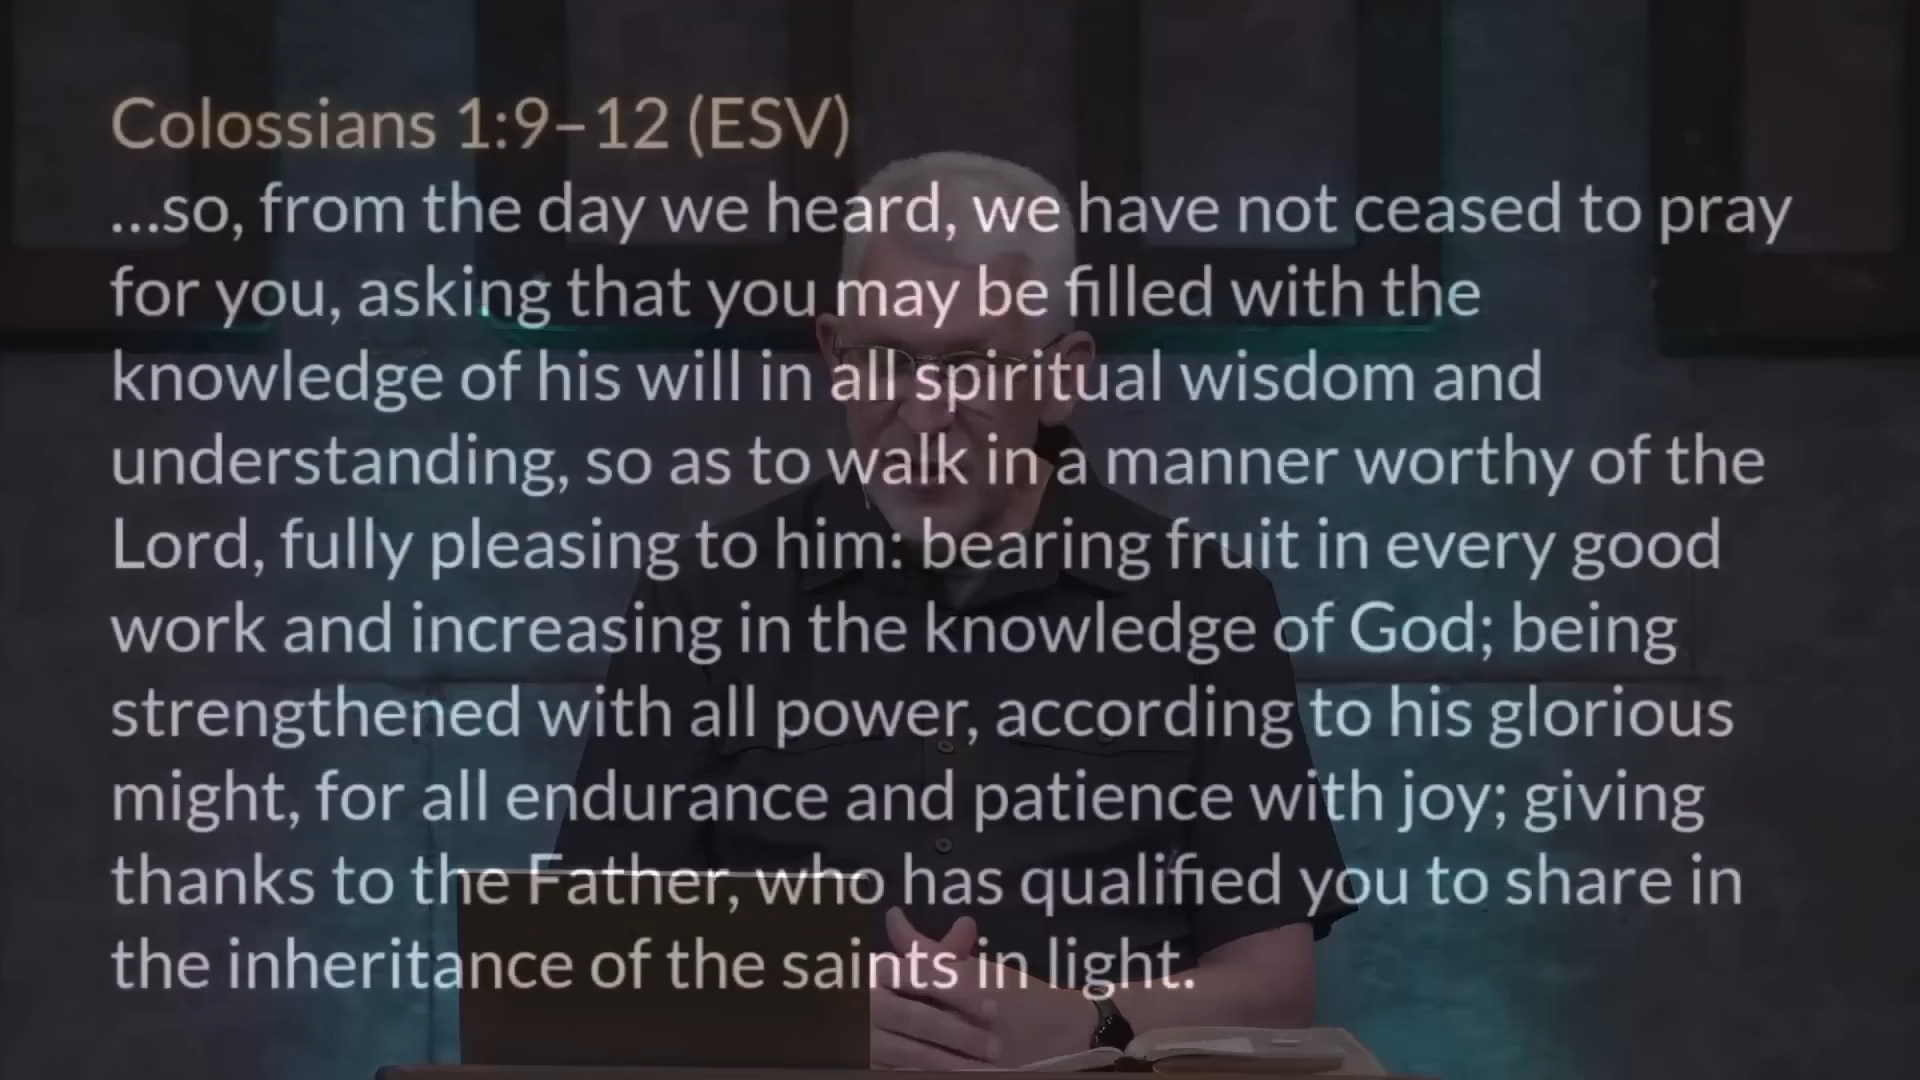 Colossians 1:9–12 (ESV)
...so, from the day we heard, we have not ceased to pray
for you, asking that you may be filled with the
knowledge of his will in all spiritual wisdom and
understanding, so as to walk in a manner worthy of the
Lord, fully pleasing to him: bearing fruit in every good
work and increasing in the knowledge of God; being
strengthened with all power, according to his glorious
might, for all endurance and patience with joy; giving
thanks to the Father, who has qualified you to share in
the inheritance of the saints in light.